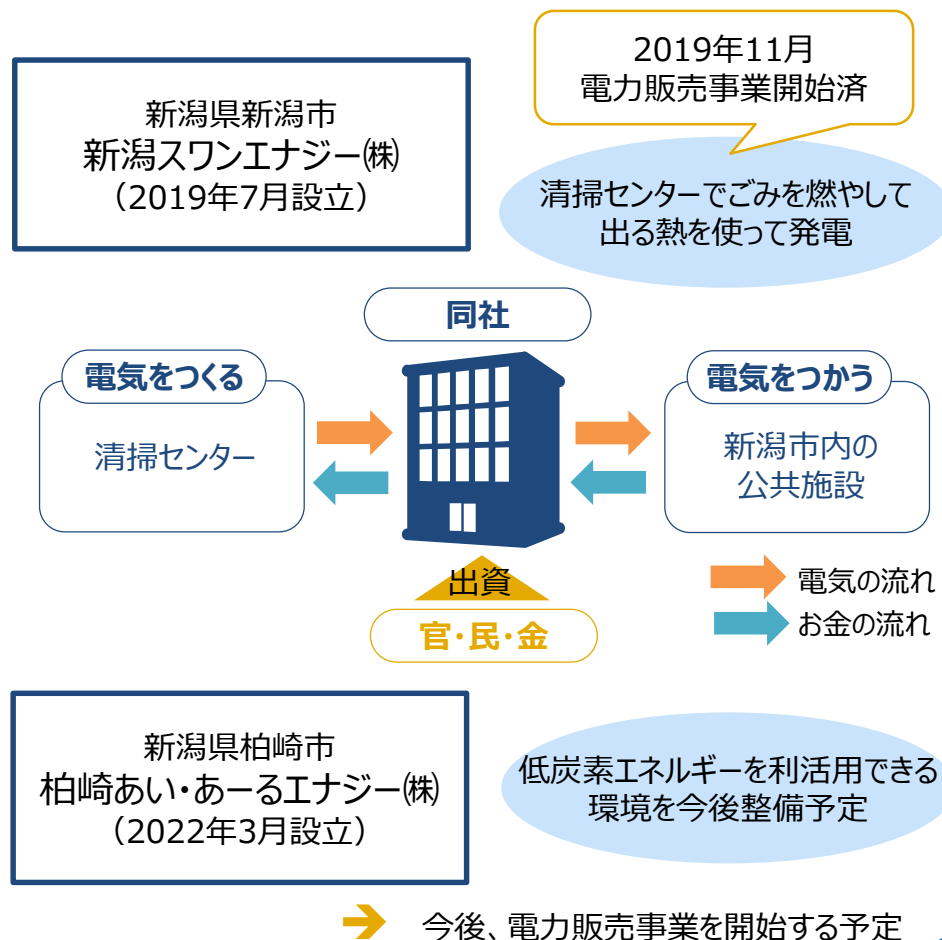 2019年11月
電力販売事業開始済
新潟県新潟市
新潟スワンエナジー㈱
（2019年7月設立）
清掃センターでごみを燃やして
出る熱を使って発電
同社
電気をつくる
清掃センター
電気をつかう
新潟市内の
公共施設
出資
官・民・金
電気の流れ
お金の流れ
新潟県柏崎市
柏崎あい・あーるエナジー㈱
（2022年3月設立）
低炭素エネルギーを利活用できる
環境を今後整備予定
今後、電力販売事業を開始する予定